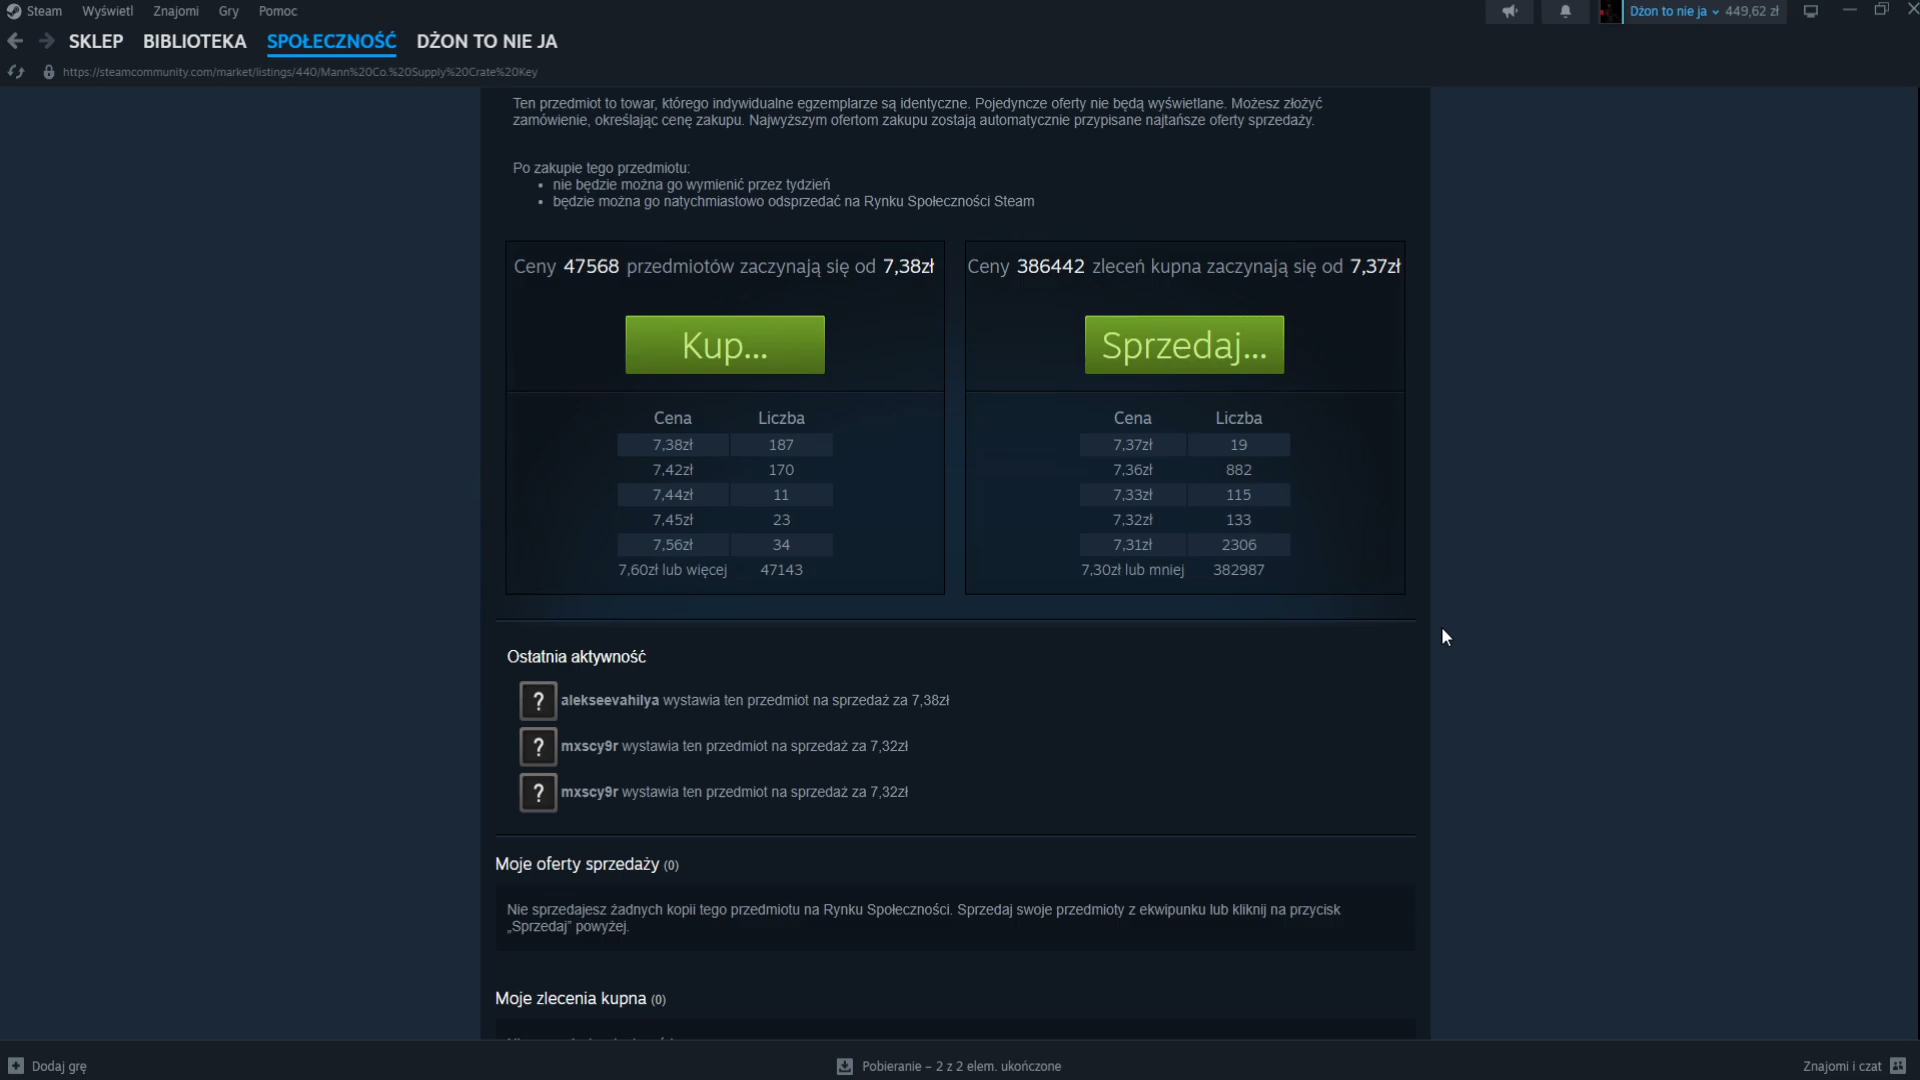 Steam Wyświetl Znajomi Gry Pomoc
Dżon to nie ja 449,62 zł
SKLEP BIBLIOTEKA SPOŁECZNOŚĆ DŻON TO NIE JA
https://steamcommunity.com/market/listings/440/Mann%20Co.%20Supply%20Crate%20Key
Ten przedmiot to towar, którego indywidualne egzemplarze są identyczne. Pojedyncze oferty nie będą wyświetlane. Możesz złożyć
zamówienie, określając cenę zakupu. Najwyższym ofertom zakupu zostają automatycznie przypisane najtańsze oferty sprzedaży.
Po zakupie tego przedmiotu:
• nie będzie można go wymienić przez tydzień
• będzie można go natychmiastowo odsprzedać na Rynku Społeczności Steam
Ceny 47568 przedmiotów zaczynają się od 7,38zł
Kup...
Cena Liczba
7,38zł 187
7,42zł 170
7,44zł 11
7,45zł 23
7,56zł 34
7,60zł lub więcej 47143
Ceny 386442 zleceń kupna zaczynają się od 7,37zł
Sprzedaj...
Cena Liczba
7,37zł 19
7,36zł 882
7,33zł 115
7,32zł 133
7,31zł 2306
7,30zł lub mniej 382987
Ostatnia aktywność
? alekseevahilya wystawia ten przedmiot na sprzedaż za 7,38zł
? mxscy9r wystawia ten przedmiot na sprzedaż za 7,32zł
? mxscy9r wystawia ten przedmiot na sprzedaż za 7,32zł
Moje oferty sprzedaży (0)
Nie sprzedajesz żadnych kopii tego przedmiotu na Rynku Społeczności. Sprzedaj swoje przedmioty z ekwipunku lub kliknij na przycisk
„Sprzedaj” powyżej.
Moje zlecenia kupna (0)
Dodaj grę
Pobieranie – 2 z 2 elem. ukończone
Znajomi i czat